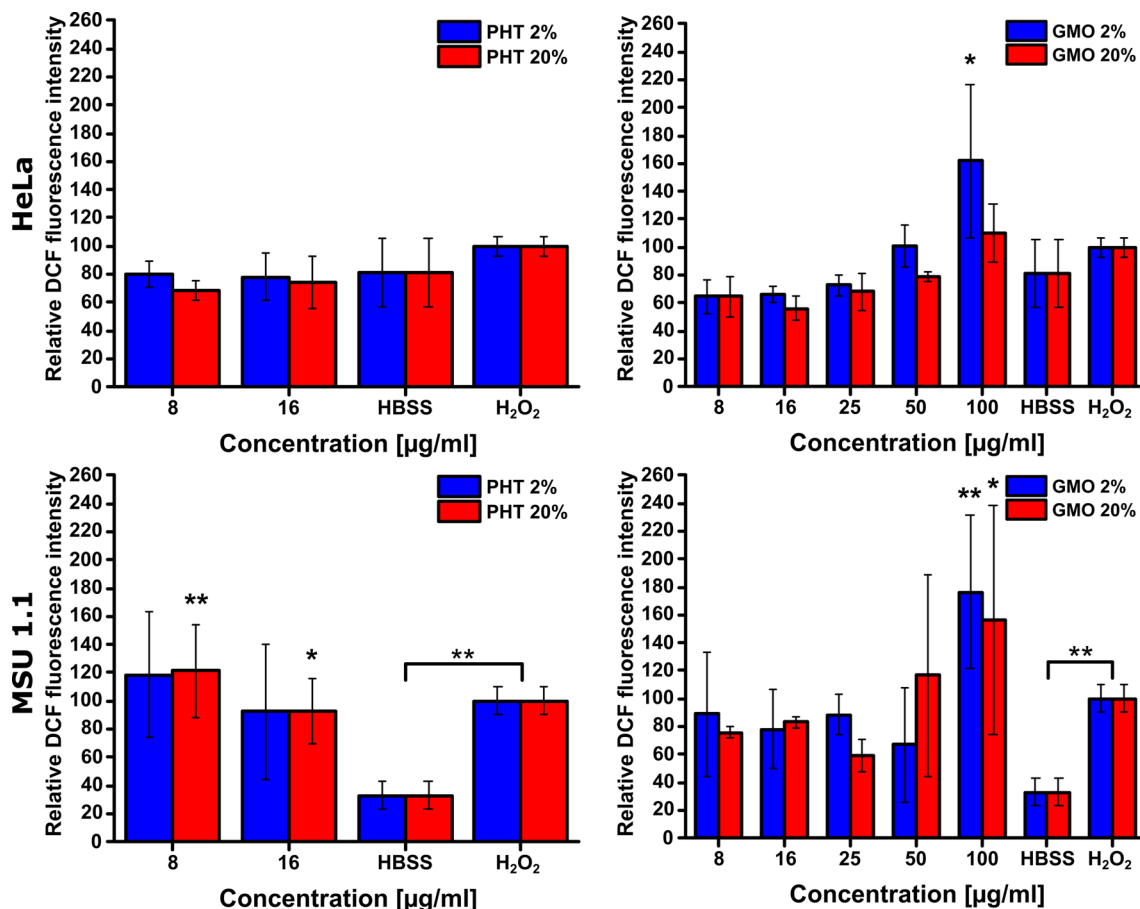 HeLa
Relative DCF fluorescence intensity
260
240
220
200
180
160
140
120
100
80
60
40
20
0
PHT 2%
PHT 20%
8 16 HBSS H₂O₂
Concentration [µg/ml]
Relative DCF fluorescence intensity
260
240
220
200
180
160
140
120
100
80
60
40
20
0
GMO 2%
GMO 20%
*
8 16 25 50 100 HBSS H₂O₂
Concentration [µg/ml]
MSU 1.1
Relative DCF fluorescence intensity
260
240
220
200
180
160
140
120
100
80
60
40
20
0
PHT 2%
PHT 20%
** * **
8 16 HBSS H₂O₂
Concentration [µg/ml]
Relative DCF fluorescence intensity
260
240
220
200
180
160
140
120
100
80
60
40
20
0
GMO 2%
GMO 20%
** * **
8 16 25 50 100 HBSS H₂O₂
Concentration [µg/ml]